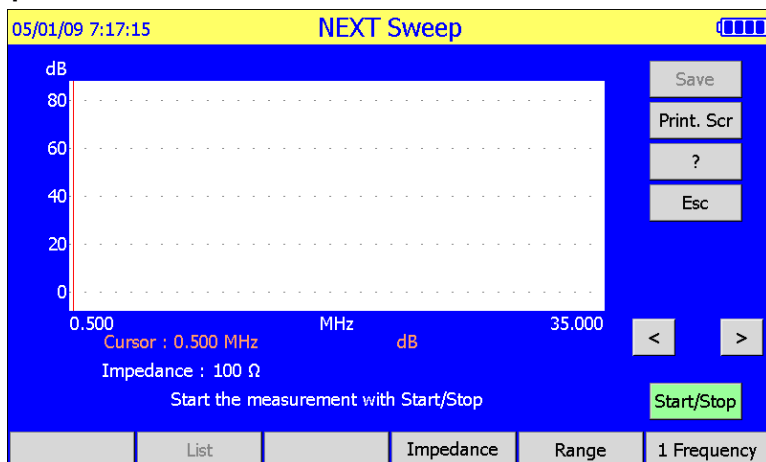 05/01/09 7:17:15 NEXT Sweep
dB
80
60
40
20
0
0.500 MHz 35.000
Cursor : 0.500 MHz dB
Impedance : 100 Ω
Start the measurement with Start/Stop
Save
Print. Scr
?
Esc
< >
Start/Stop
List Impedance Range 1 Frequency